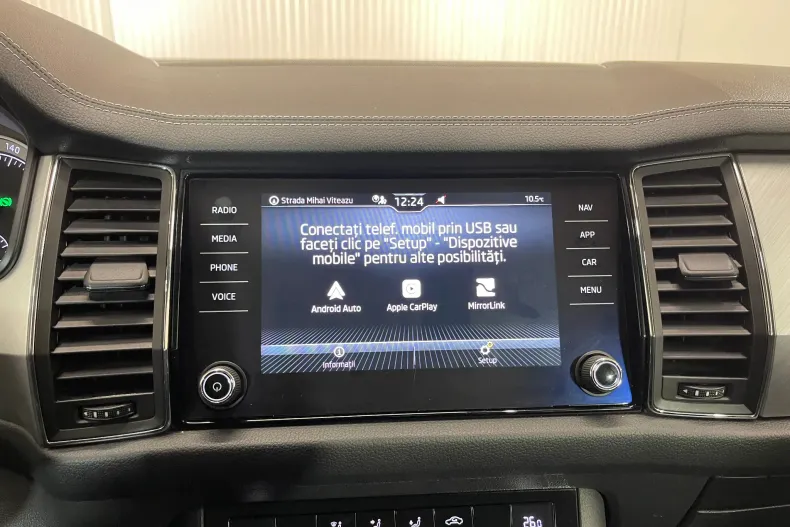 140
RADIO
MEDIA
PHONE
VOICE
Strada Mihai Viteazu
12:24
10.5°C
Conectați telef. mobil prin USB sau
faceți clic pe "Setup" - "Dispozitive
mobile" pentru alte posibilități.
Android Auto
Apple CarPlay
MirrorLink
Informații
Setup
NAV
APP
CAR
MENU
26.0